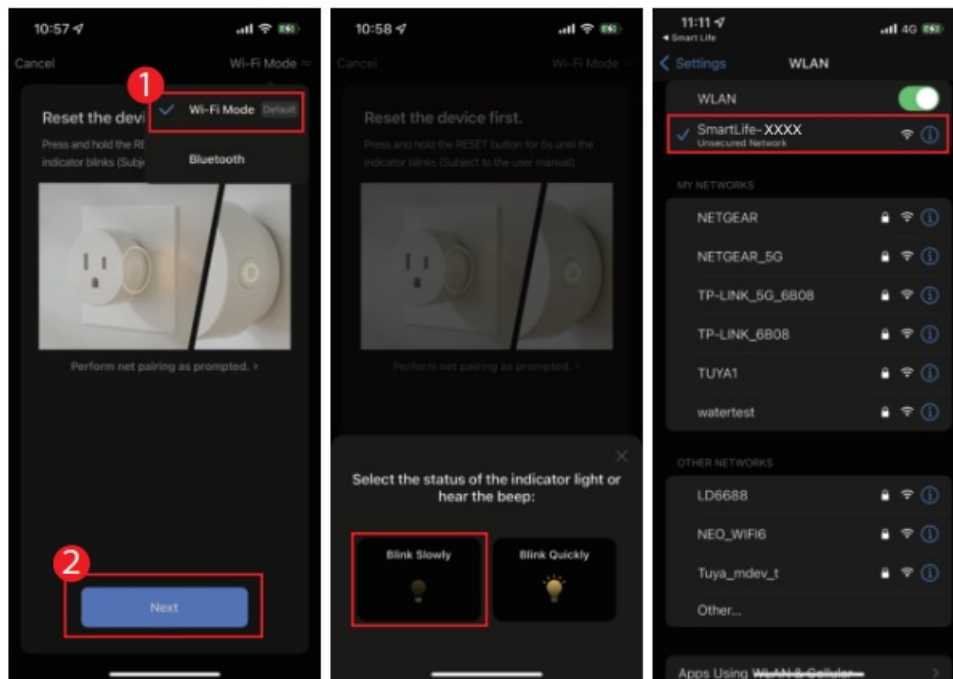 10:57
Cancel
Wi-Fi Mode
1
Wi-Fi Mode Default
Bluetooth
Reset the devi
Press and hold the RE
indicator blinks (Subje
Perform net pairing as prompted. >
2
Next
10:58
Cancel
Wi-Fi Mode
Reset the device first.
Press and hold the RESET button for 5s until the
indicator blinks (Subject to the user manual).
Perform net pairing as prompted. >
Select the status of the indicator light or
hear the beep:
Blink Slowly
Blink Quickly
11:11
4G
Smart Life
Settings
WLAN
WLAN
SmartLife-XXXX
Unsecured Network
MY NETWORKS
NETGEAR
NETGEAR_5G
TP-LINK_5G_6B08
TP-LINK_6B08
TUYA1
watertest
OTHER NETWORKS
LD6688
NEO_WIFI6
Tuya_mdev_t
Other...
Apps Using WLAN & Cellular